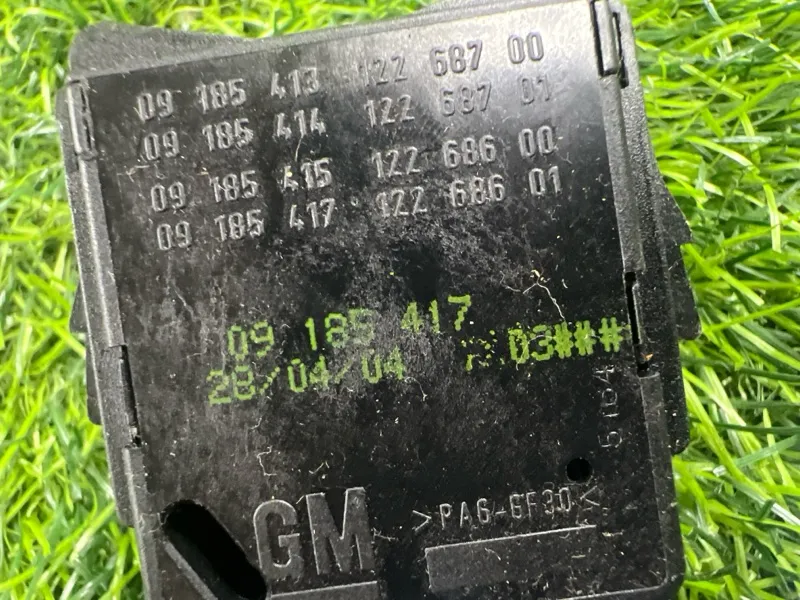 09 185 413 122 687 00
09 185 414 122 687 01
09 185 415 122 686 00
09 185 417 122 686 01
09 185 417
28/04/04 03###
GM
>PA6-GF30